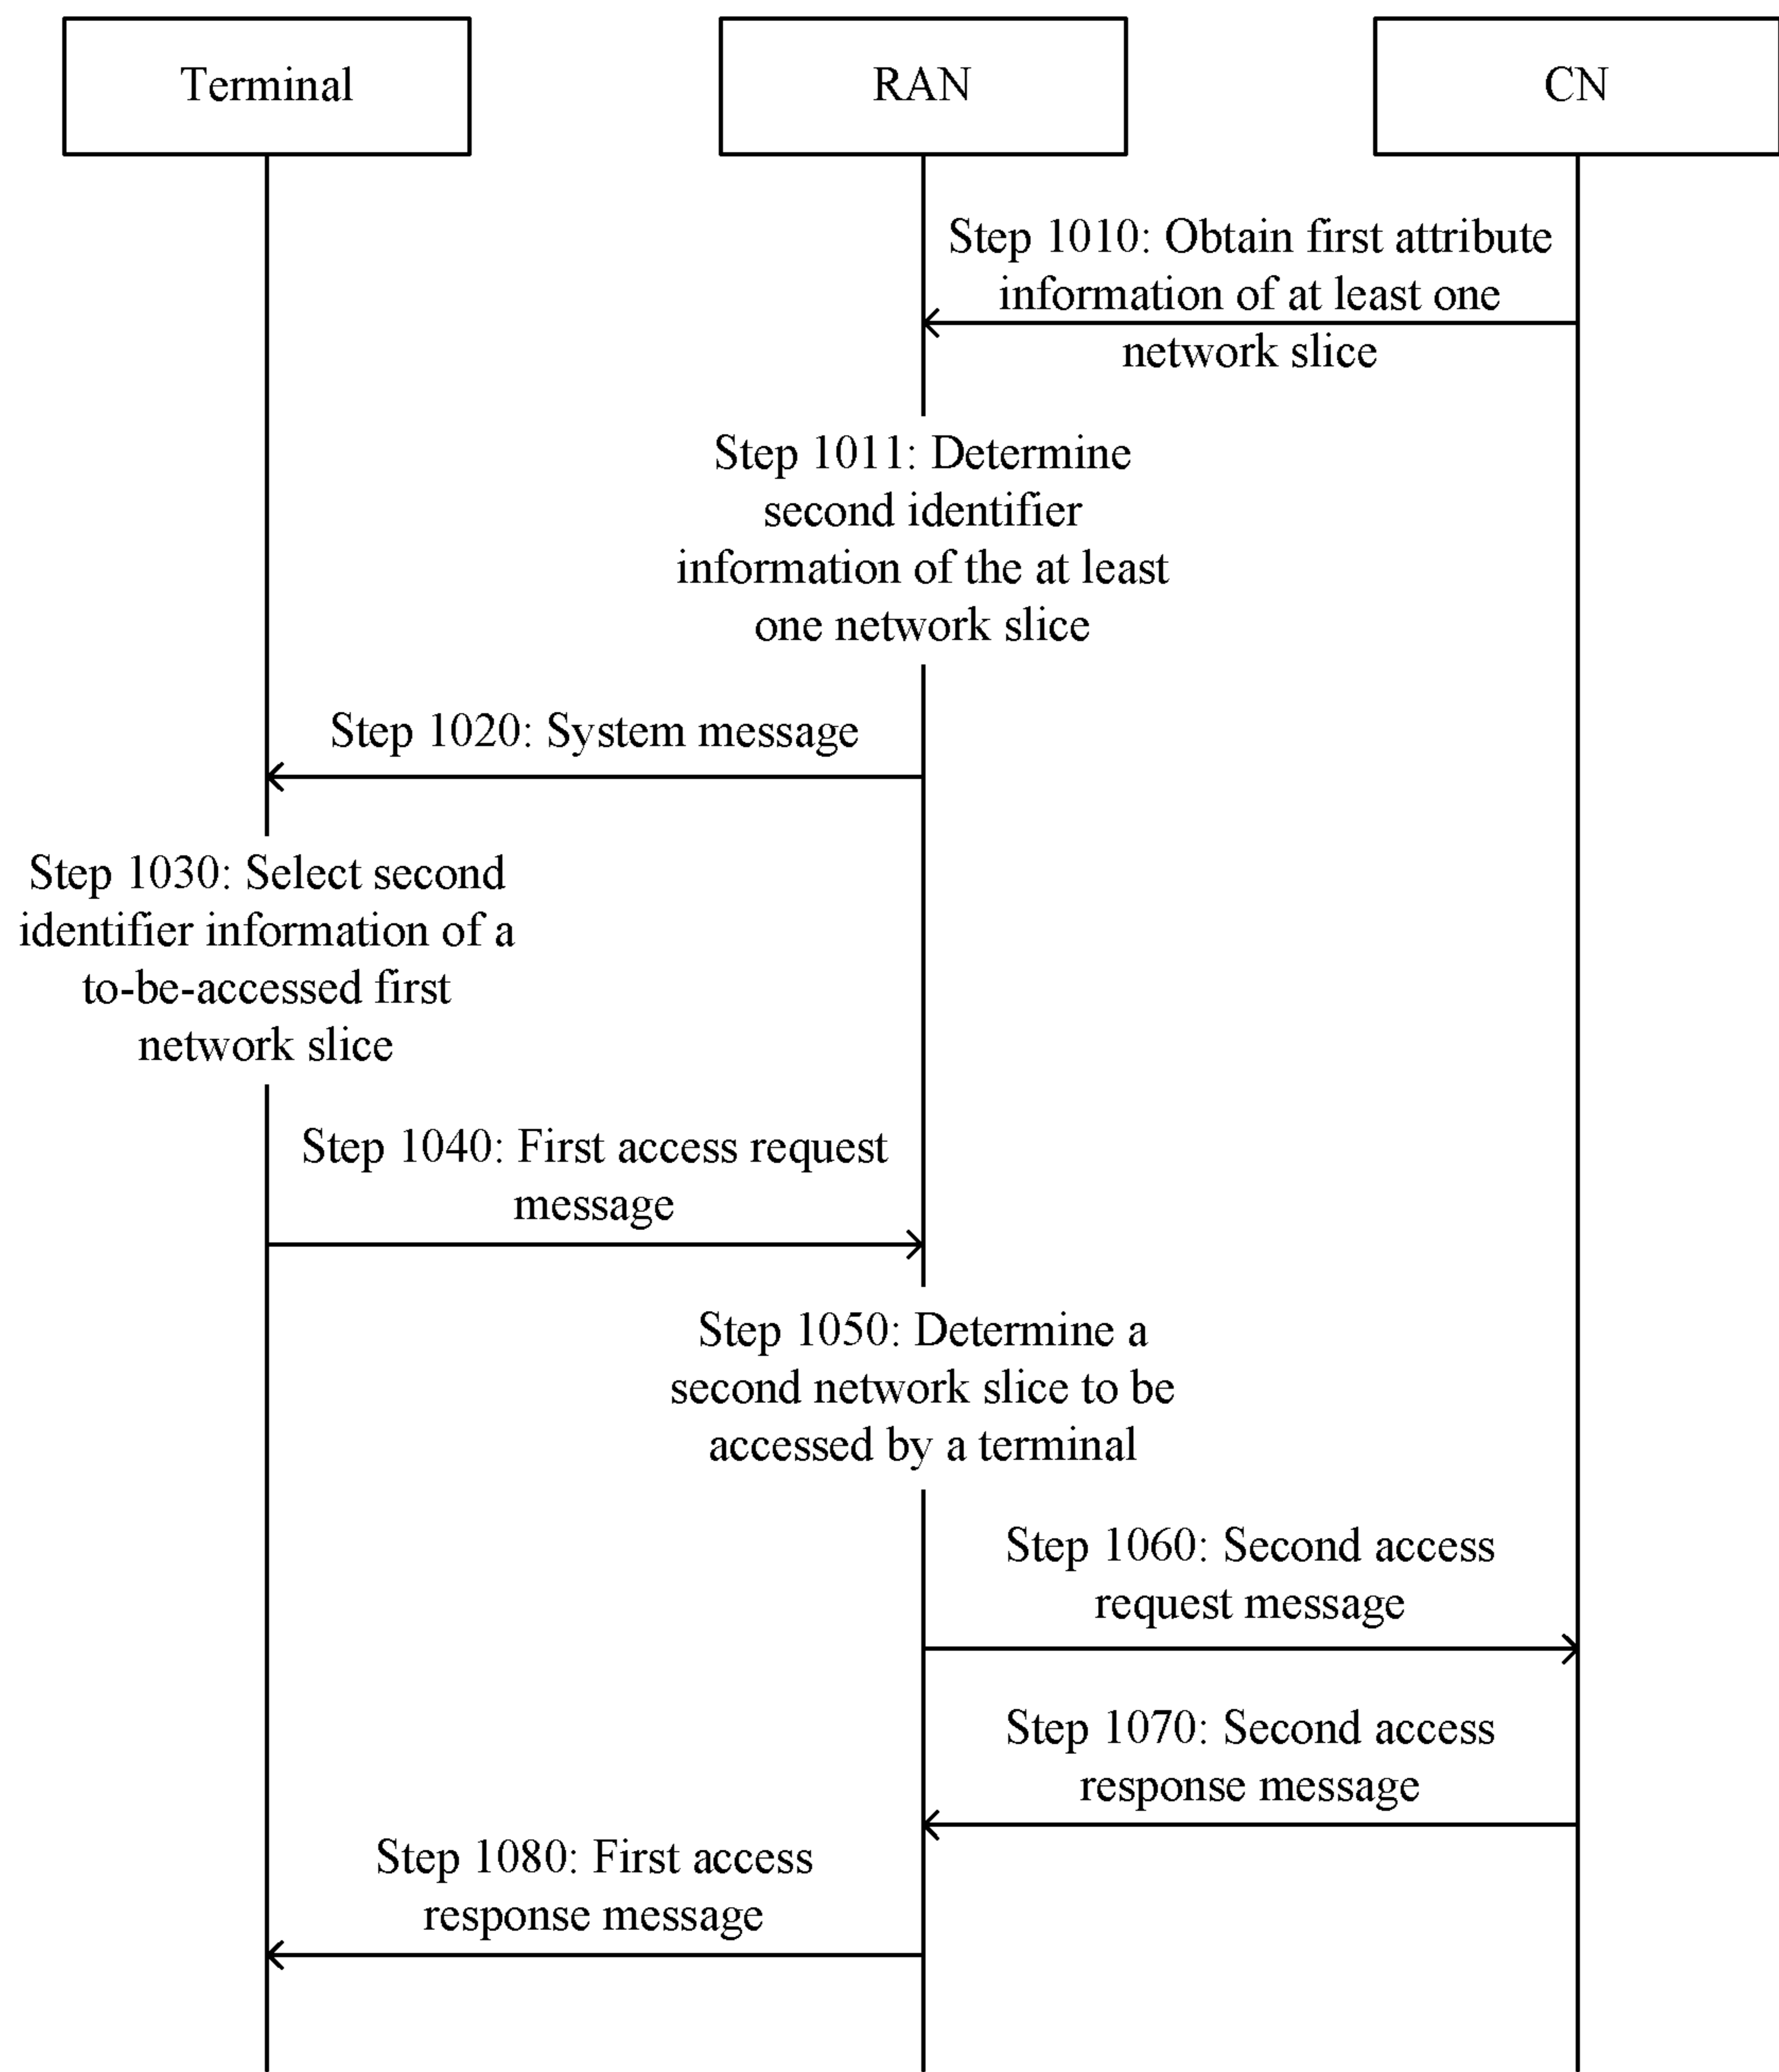 Terminal
RAN
CN
Step 1010: Obtain first attribute
information of at least one
network slice
Step 1011: Determine
second identifier
information of the at least
one network slice
Step 1020: System message
Step 1030: Select second
identifier information of a
to-be-accessed first
network slice
Step 1040: First access request
message
Step 1050: Determine a
second network slice to be
accessed by a terminal
Step 1060: Second access
request message
Step 1070: Second access
response message
Step 1080: First access
response message